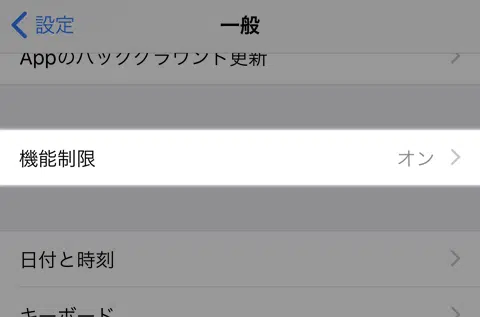 設定
一般
Appのバックグラウンド更新
機能制限 オン
日付と時刻
キーボード